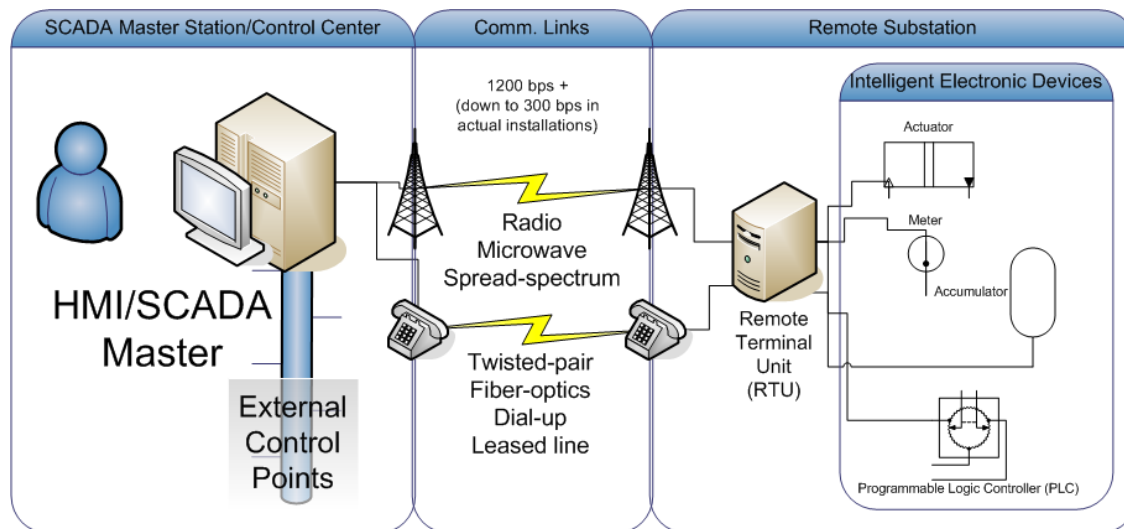 SCADA Master Station/Control Center
Comm. Links
Remote Substation
Intelligent Electronic Devices
1200 bps +
(down to 300 bps in
actual installations)
Actuator
Meter
Accumulator
Radio
Microwave
Spread-spectrum
HMI/SCADA
Master
External
Control
Points
Twisted-pair
Fiber-optics
Dial-up
Leased line
Remote
Terminal
Unit
(RTU)
Programmable Logic Controller (PLC)